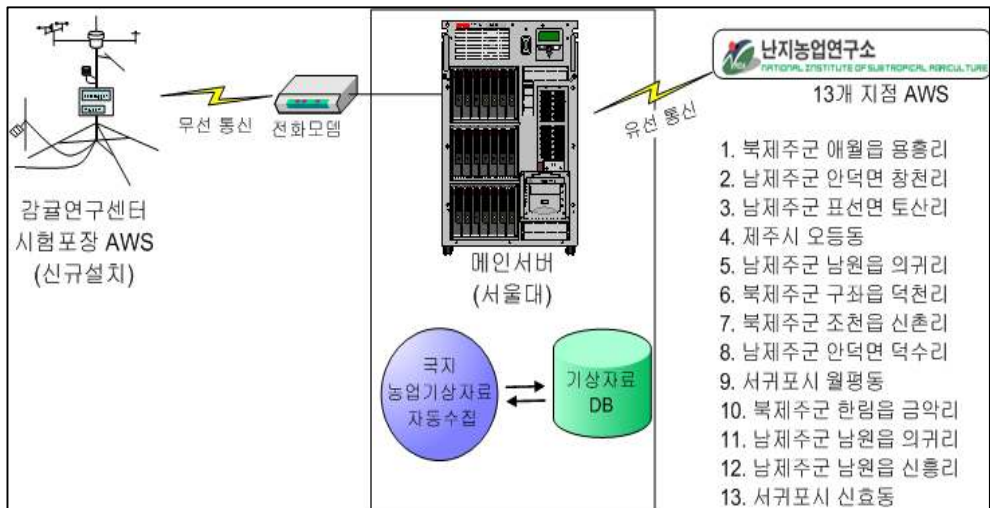 무선 통신
전화모뎀
감귤연구센터
시험포장 AWS
(신규설치)
메인서버
(서울대)
극지
농업기상자료
자동수집
기상자료
DB
유선 통신
난지농업연구소
NATIONAL INSTITUTE OF SUBTROPICAL AGRICULTURE
13개 지점 AWS
1. 북제주군 애월읍 용흥리
2. 남제주군 안덕면 창천리
3. 남제주군 표선면 토산리
4. 제주시 오등동
5. 남제주군 남원읍 의귀리
6. 북제주군 구좌읍 덕천리
7. 북제주군 조천읍 신촌리
8. 남제주군 안덕면 덕수리
9. 서귀포시 월평동
10. 북제주군 한림읍 금악리
11. 남제주군 남원읍 의귀리
12. 남제주군 남원읍 신흥리
13. 서귀포시 신효동